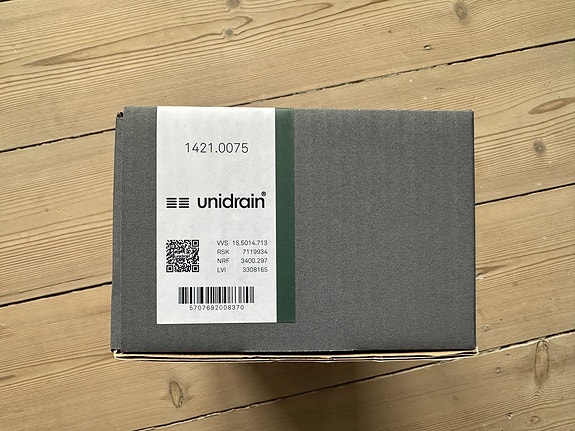 1421.0075
unidrain®
VVS 15.5014.713
RSK 7119934
NRF 3400.297
LVI 3308165
5707692008370